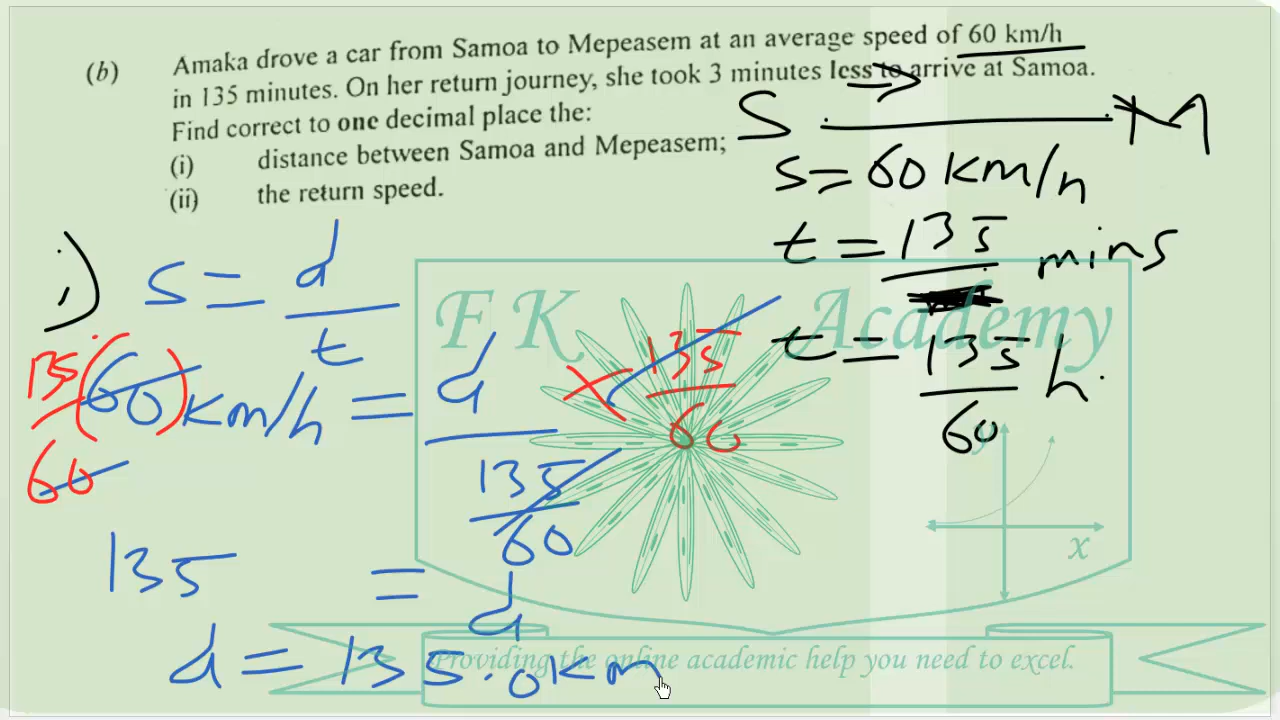 (b) Amaka drove a car from Samoa to Mepeasem at an average speed of 60 km/h
in 135 minutes. On her return journey, she took 3 minutes less to arrive at Samoa.
Find correct to one decimal place the:
(i) distance between Samoa and Mepeasem;
(ii) the return speed.
S M
s = 60 km/h
t = 135 mins
t = 135/60 h
i) s = d/t
135/60 (60) km/h = d/(135/60) × 135/60
135 = d
d = 135.0 km
F K Academy
y
x
Providing the online academic help you need to excel.